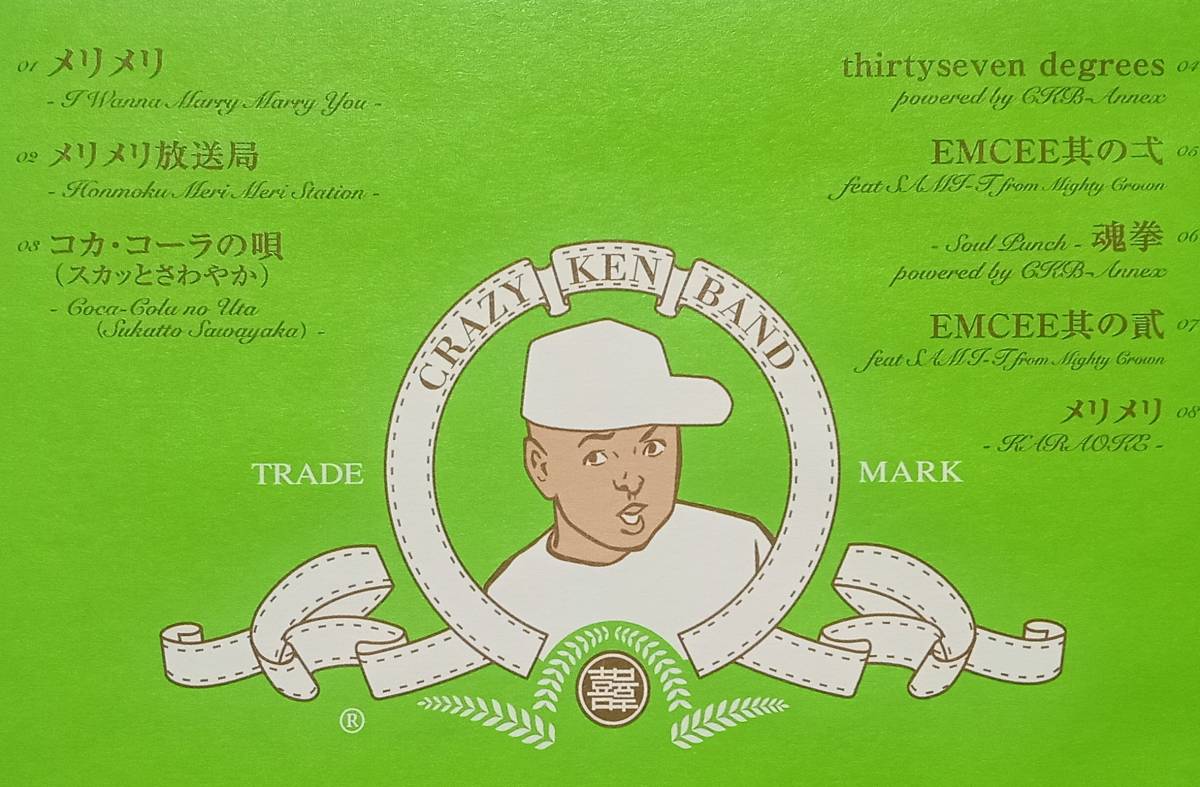 01 メリメリ
- I Wanna Marry Marry You -
02 メリメリ放送局
- Honmoku Meri Meri Station -
03 コカ・コーラの唄
(スカッとさわやか)
- Coca-Cola no Uta
(Sukatto Sawayaka) -
thirtyseven degrees 04
powered by CKB-Annex
EMCEE其の弍 05
feat SAMI-T from Mighty Crown
- Soul Punch - 魂拳 06
powered by CKB-Annex
EMCEE其の貳 07
feat SAMI-T from Mighty Crown
メリメリ 08
- KARAOKE -
CRAZY KEN BAND
TRADE MARK
®